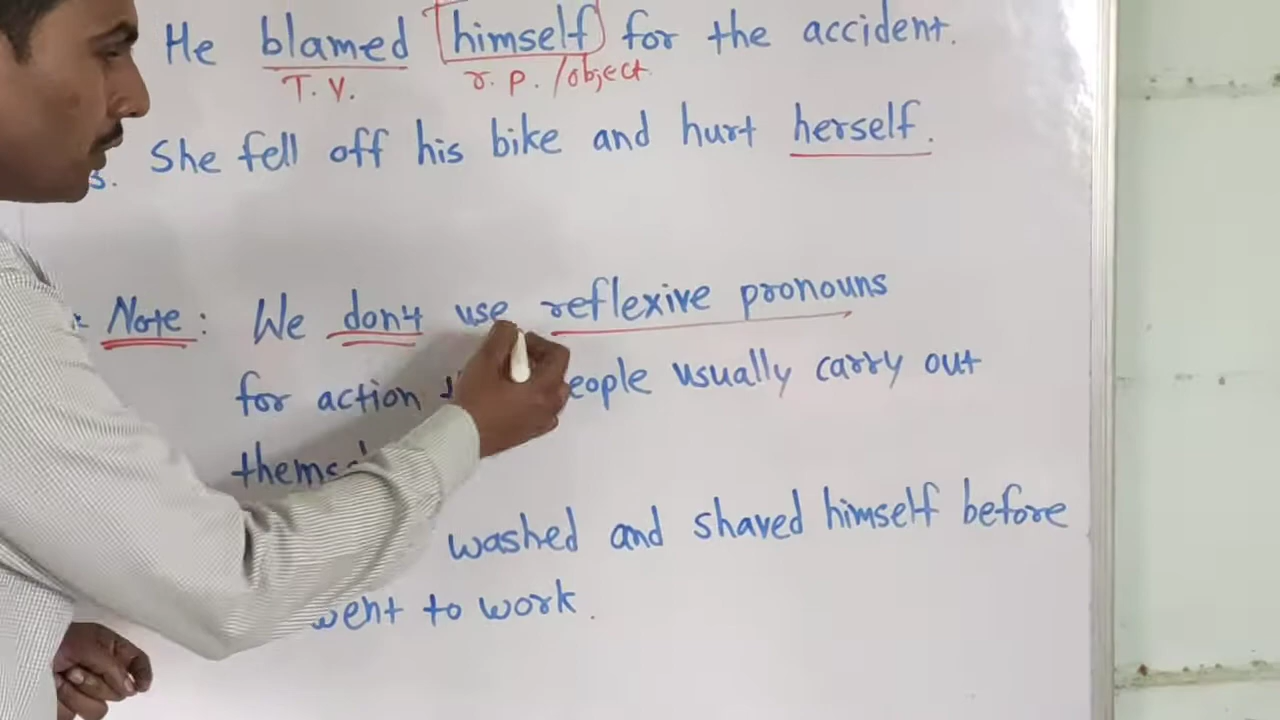 He blamed himself for the accident.
T. V. r. p. /object
3. She fell off his bike and hurt herself.
Note: We don't use reflexive pronouns
for action people usually carry out
washed and shaved himself before
went to work.